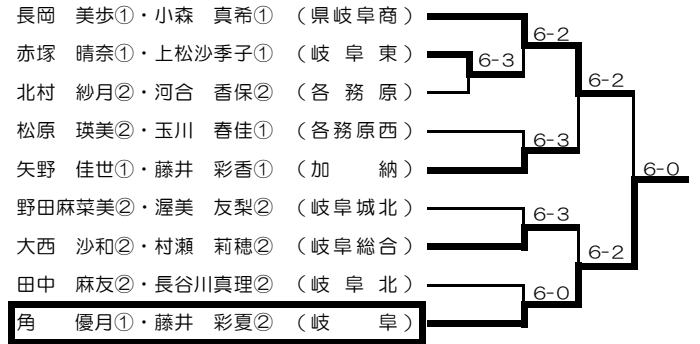 長岡　美歩①・小森　真希①　（県岐阜商）
赤塚　晴奈①・上松沙季子①　（岐　阜　東）
北村　紗月②・河合　香保②　（各　務　原）
松原　瑛美②・玉川　春佳①　（各務原西）
矢野　佳世①・藤井　彩香①　（加　　　納）
野田麻菜美②・渥美　友梨②　（岐阜城北）
大西　沙和②・村瀬　莉穂②　（岐阜総合）
田中　麻友②・長谷川真理②　（岐　阜　北）
角　　優月①・藤井　彩夏②　（岐　　　阜）
6-2
6-3
6-2
6-3
6-0
6-3
6-2
6-0